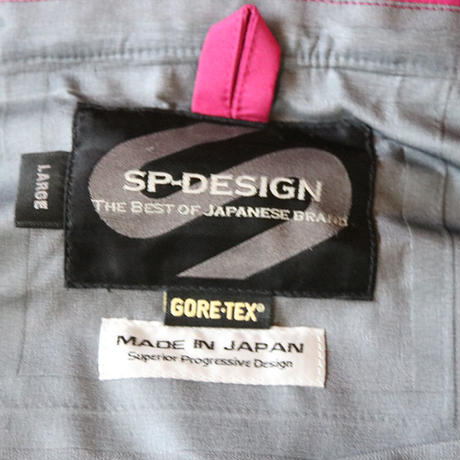 SP-DESIGN
THE BEST OF JAPANESE BRAND
LARGE
GORE-TEX®
MADE IN JAPAN
Superior Progressive Design